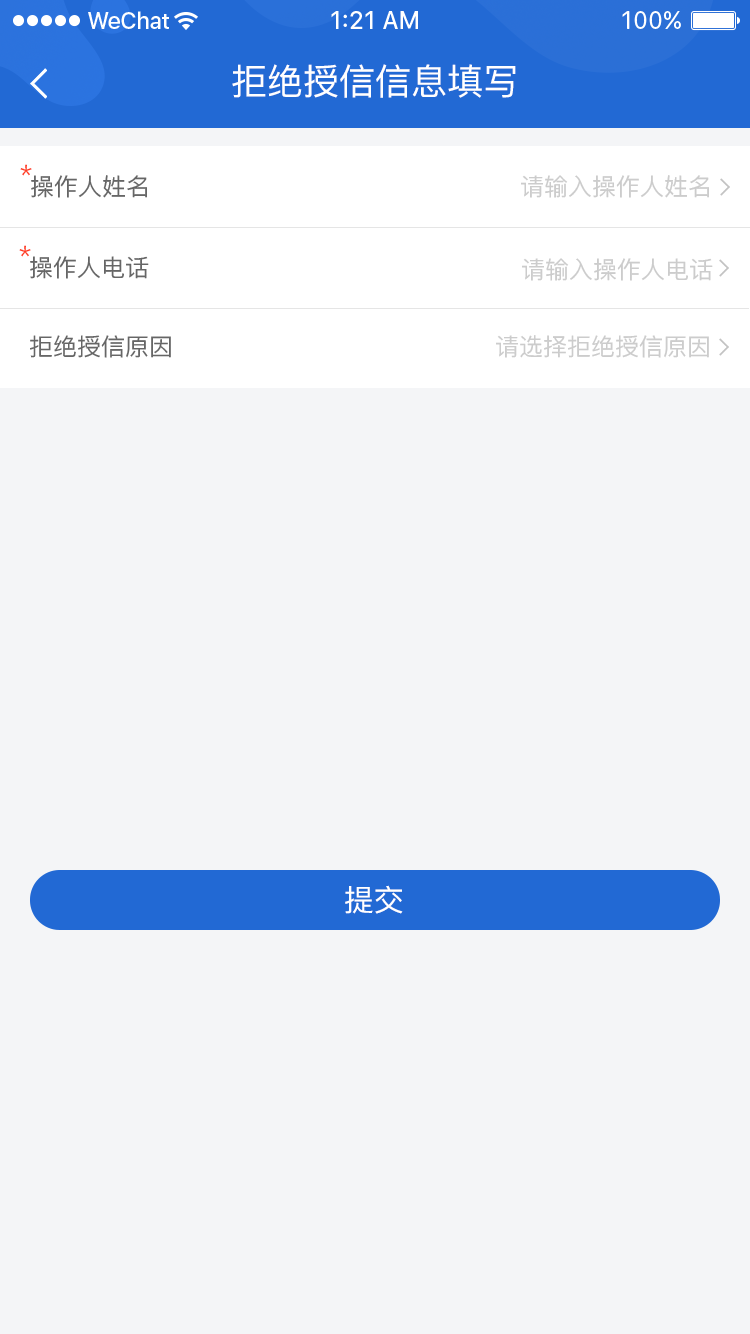 WeChat 1:21 AM 100%
拒绝授信信息填写
*操作人姓名 请输入操作人姓名
*操作人电话 请输入操作人电话
拒绝授信原因 请选择拒绝授信原因
提交